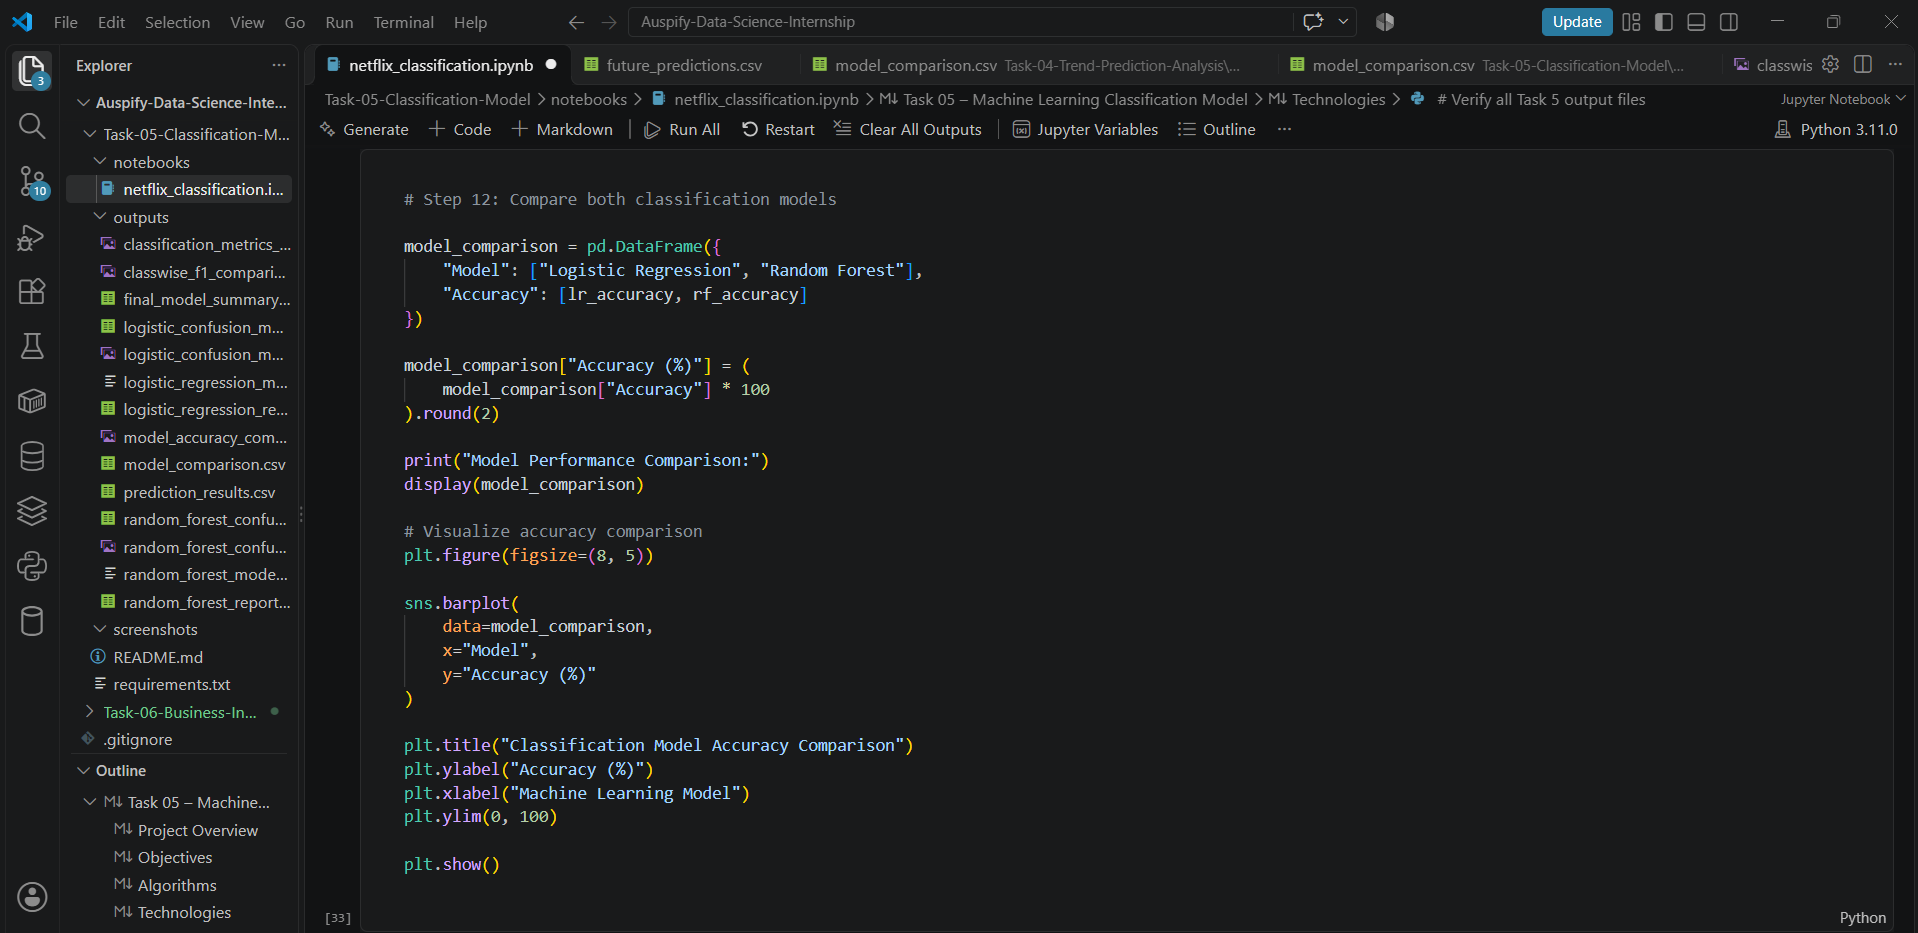 File Edit Selection View Go Run Terminal Help
Auspify-Data-Science-Internship
Update
Explorer
3
10
Auspify-Data-Science-Inte...
Task-05-Classification-M...
notebooks
netflix_classification.i...
outputs
classification_metrics_...
classwise_f1_compari...
final_model_summary...
logistic_confusion_m...
logistic_confusion_m...
logistic_regression_m...
logistic_regression_re...
model_accuracy_com...
model_comparison.csv
prediction_results.csv
random_forest_confu...
random_forest_confu...
random_forest_mode...
random_forest_report...
screenshots
README.md
requirements.txt
Task-06-Business-In...
.gitignore
Outline
Task 05 – Machine...
Project Overview
Objectives
Algorithms
Technologies
netflix_classification.ipynb
future_predictions.csv
model_comparison.csv Task-04-Trend-Prediction-Analysis\...
model_comparison.csv Task-05-Classification-Model\...
classwis
Task-05-Classification-Model > notebooks > netflix_classification.ipynb > M↓ Task 05 – Machine Learning Classification Model > M↓ Technologies > # Verify all Task 5 output files
Jupyter Notebook
Generate + Code + Markdown Run All Restart Clear All Outputs Jupyter Variables Outline ...
Python 3.11.0
# Step 12: Compare both classification models
model_comparison = pd.DataFrame({
"Model": ["Logistic Regression", "Random Forest"],
"Accuracy": [lr_accuracy, rf_accuracy]
})
model_comparison["Accuracy (%)"] = (
model_comparison["Accuracy"] * 100
).round(2)
print("Model Performance Comparison:")
display(model_comparison)
# Visualize accuracy comparison
plt.figure(figsize=(8, 5))
sns.barplot(
data=model_comparison,
x="Model",
y="Accuracy (%)"
)
plt.title("Classification Model Accuracy Comparison")
plt.ylabel("Accuracy (%)")
plt.xlabel("Machine Learning Model")
plt.ylim(0, 100)
plt.show()
[33]
Python